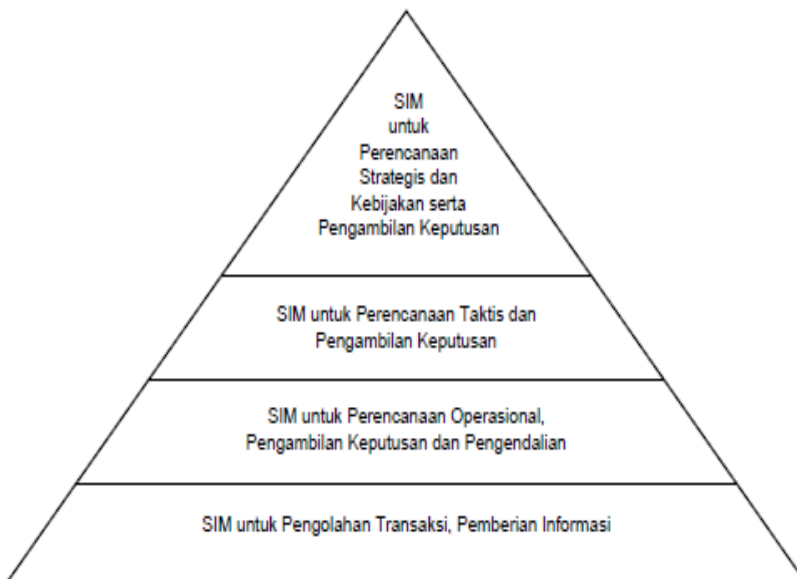 SIM
untuk
Perencanaan
Strategis dan
Kebijakan serta
Pengambilan Keputusan
SIM untuk Perencanaan Taktis dan
Pengambilan Keputusan
SIM untuk Perencanaan Operasional,
Pengambilan Keputusan dan Pengendalian
SIM untuk Pengolahan Transaksi, Pemberian Informasi